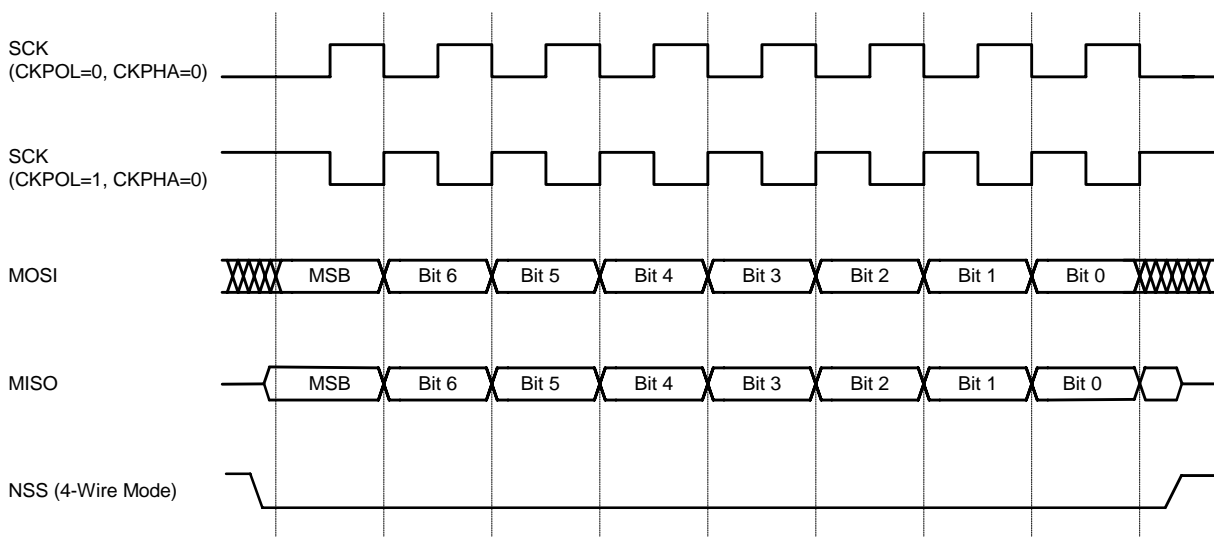 SCK
(CKPOL=0, CKPHA=0)
SCK
(CKPOL=1, CKPHA=0)
MOSI
MSB Bit 6 Bit 5 Bit 4 Bit 3 Bit 2 Bit 1 Bit 0
MISO
MSB Bit 6 Bit 5 Bit 4 Bit 3 Bit 2 Bit 1 Bit 0
NSS (4-Wire Mode)